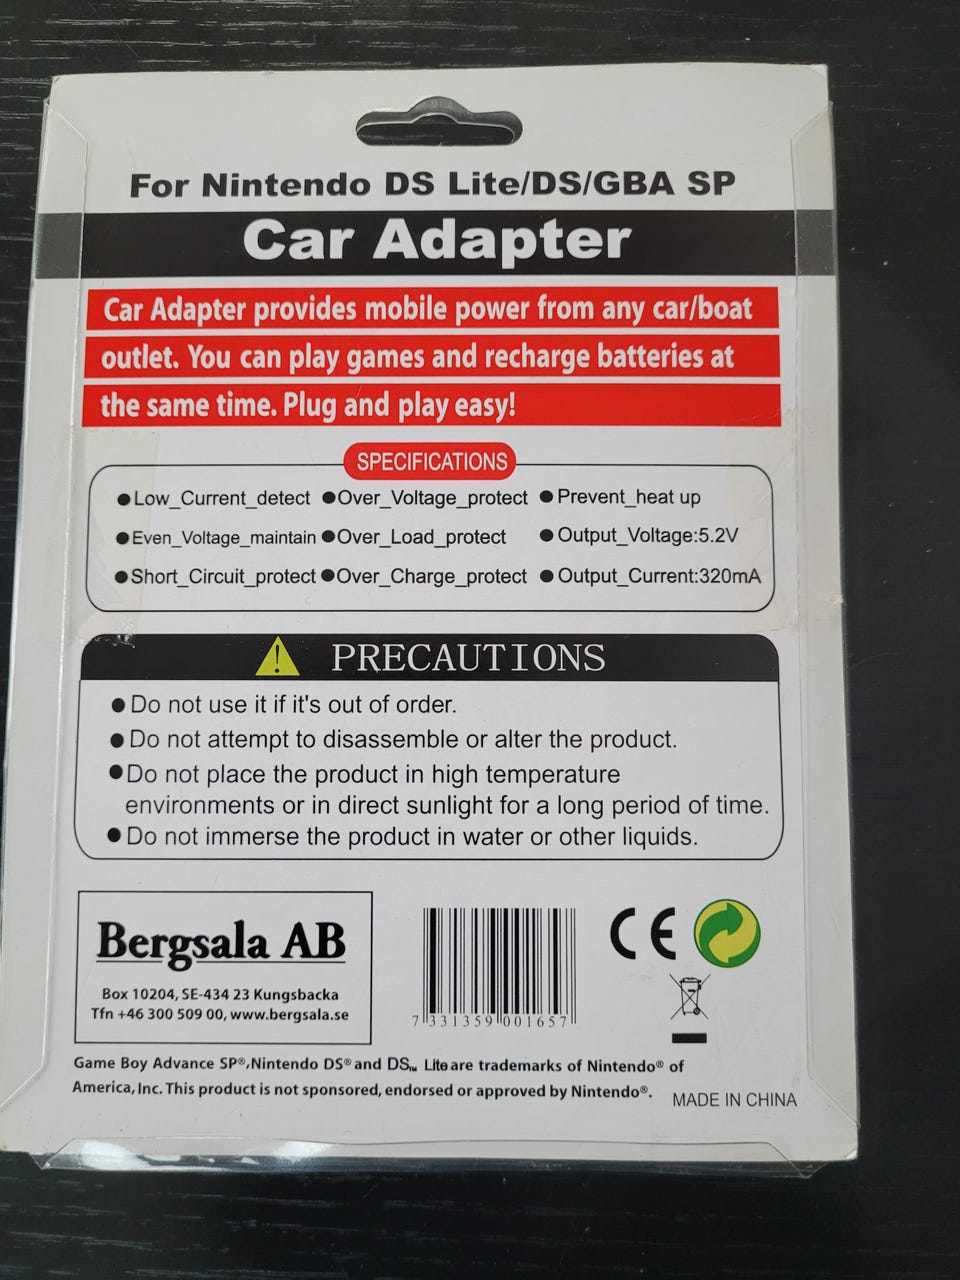 For Nintendo DS Lite/DS/GBA SP
Car Adapter
Car Adapter provides mobile power from any car/boat
outlet. You can play games and recharge batteries at
the same time. Plug and play easy!
SPECIFICATIONS
●Low_Current_detect ●Over_Voltage_protect ●Prevent_heat up
●Even_Voltage_maintain ●Over_Load_protect ●Output_Voltage:5.2V
●Short_Circuit_protect ●Over_Charge_protect ●Output_Current:320mA
! PRECAUTIONS
●Do not use it if it's out of order.
●Do not attempt to disassemble or alter the product.
●Do not place the product in high temperature
environments or in direct sunlight for a long period of time.
●Do not immerse the product in water or other liquids.
Bergsala AB
Box 10204, SE-434 23 Kungsbacka
Tfn +46 300 509 00, www.bergsala.se
7 331359 001657
CE
Game Boy Advance SP®,Nintendo DS® and DS™ Lite are trademarks of Nintendo® of
America, Inc. This product is not sponsored, endorsed or approved by Nintendo®.
MADE IN CHINA